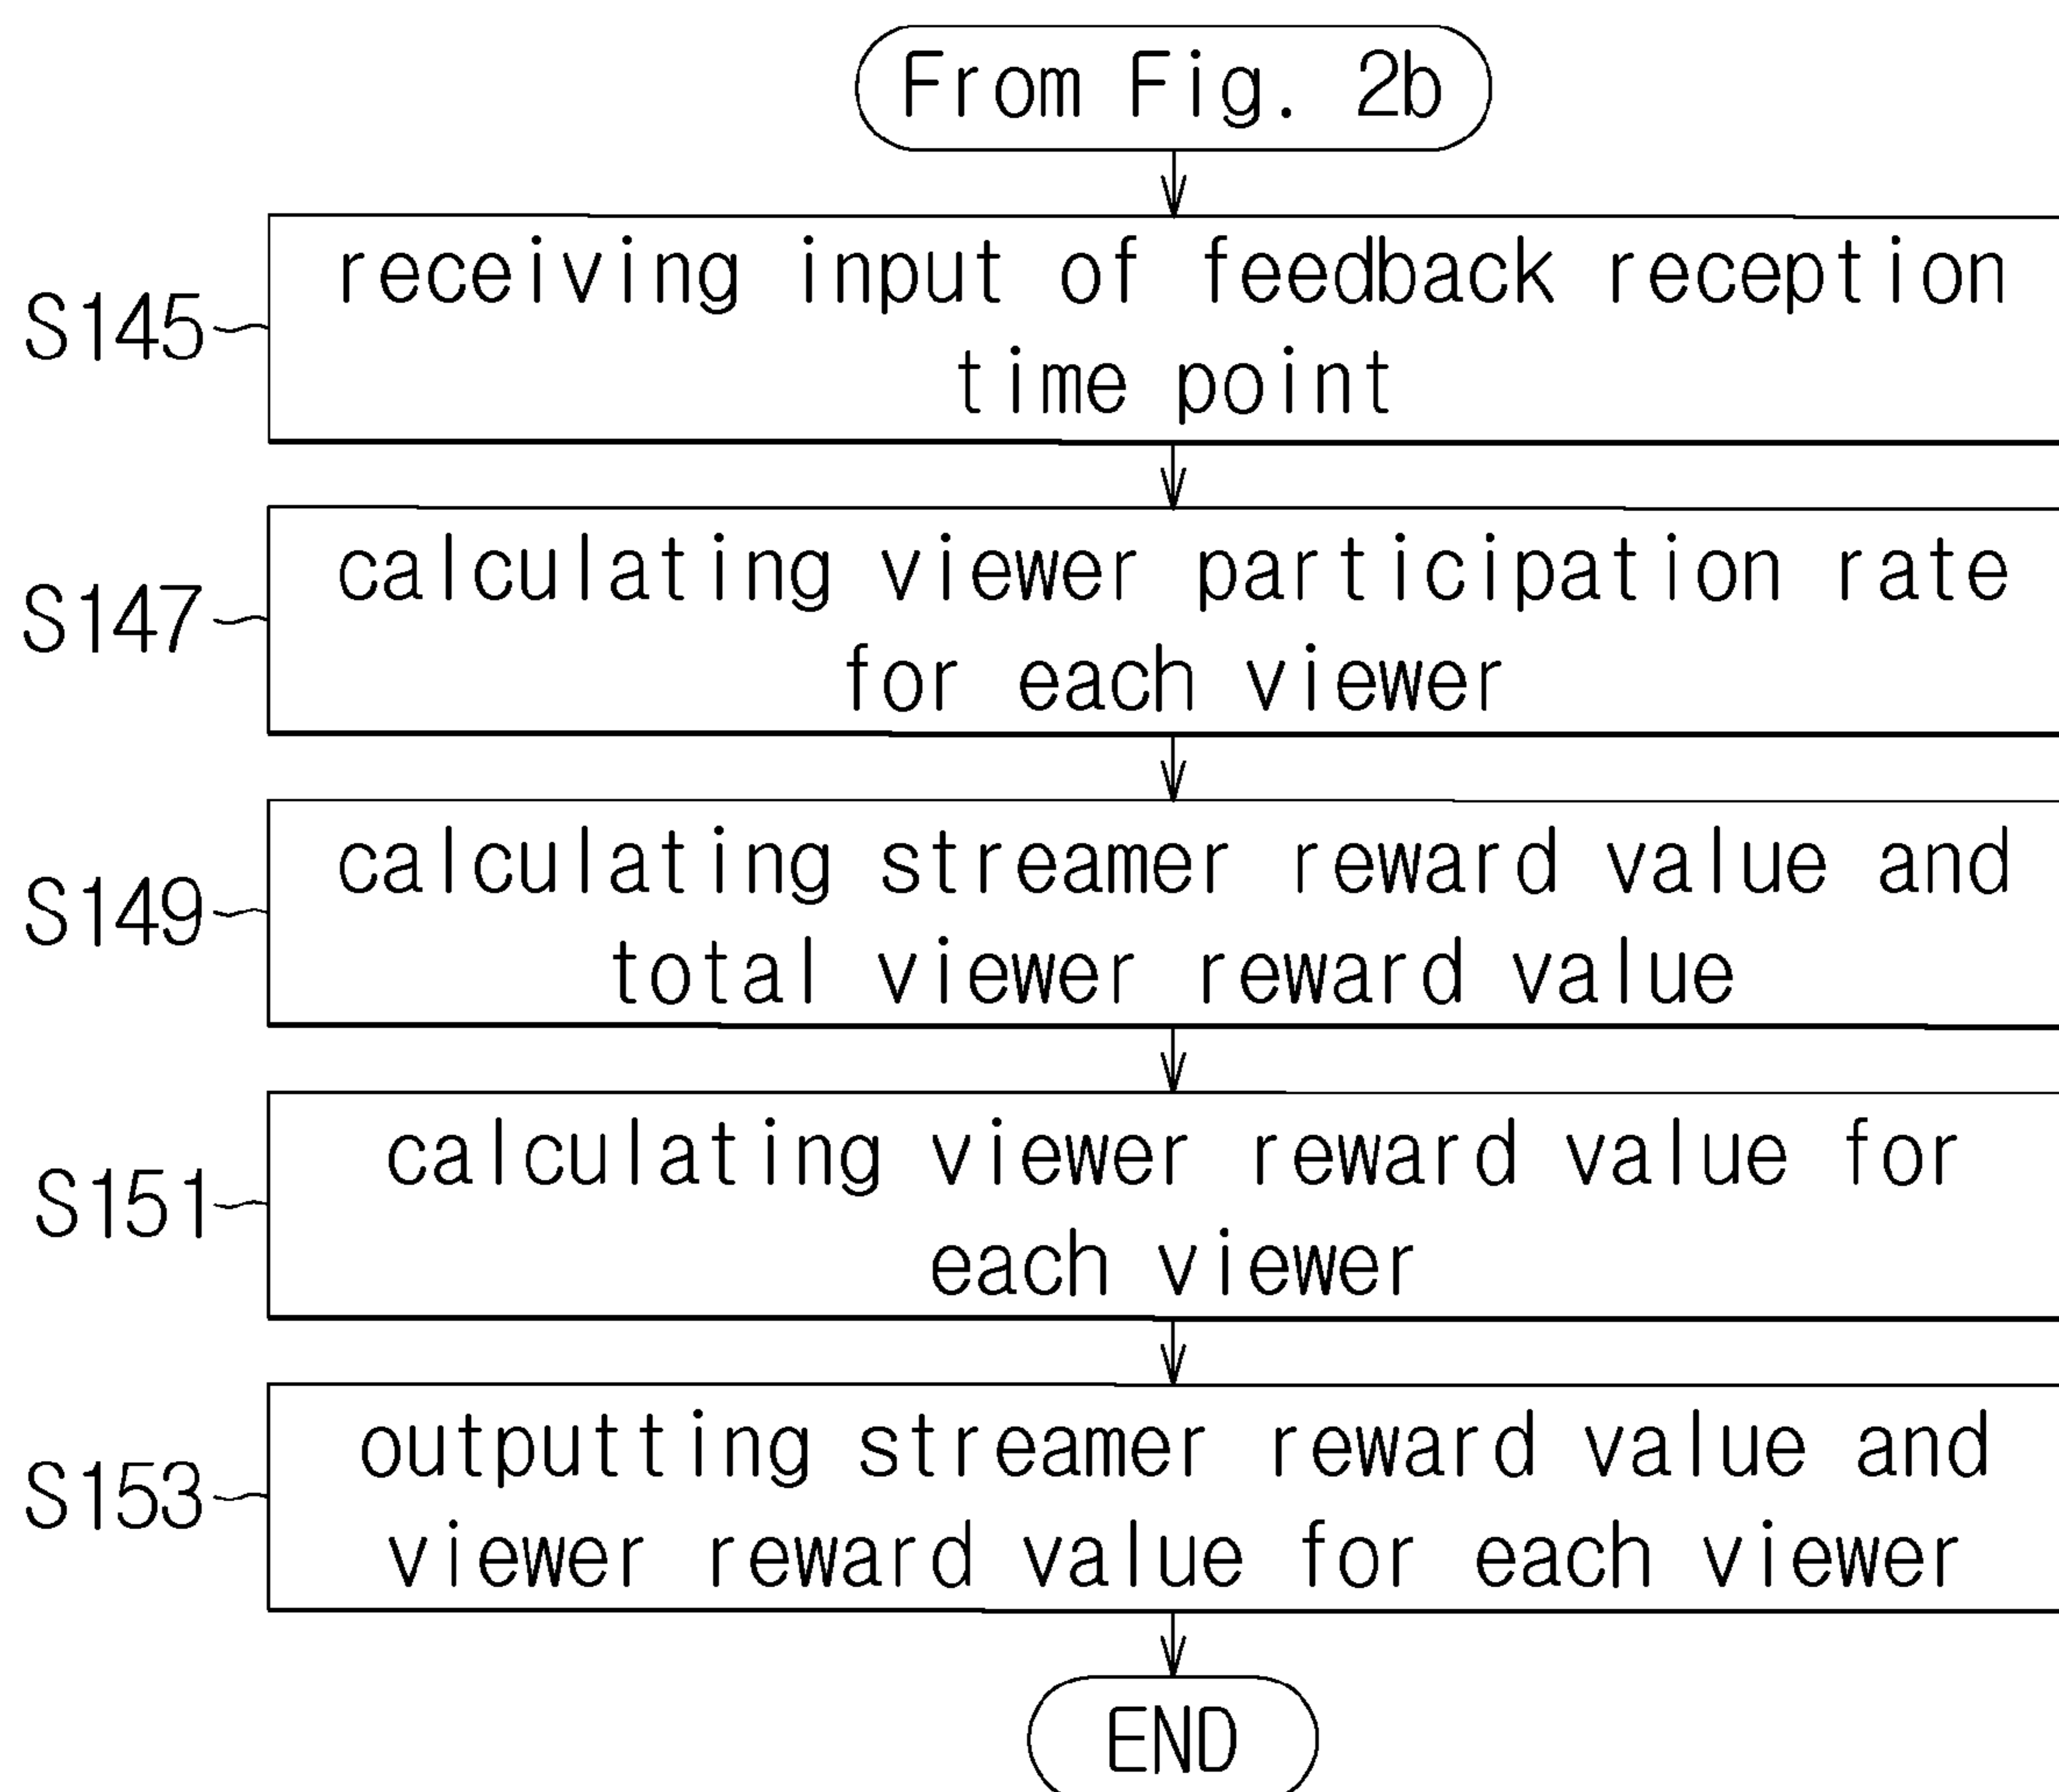 From Fig. 2b
S145
receiving input of feedback reception
time point
S147
calculating viewer participation rate
for each viewer
S149
calculating streamer reward value and
total viewer reward value
S151
calculating viewer reward value for
each viewer
S153
outputting streamer reward value and
viewer reward value for each viewer
END